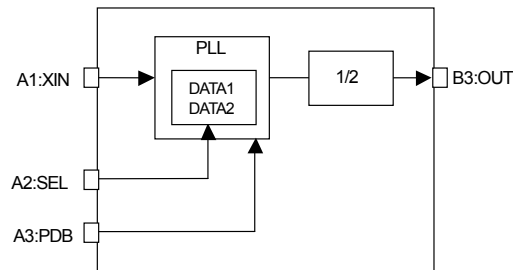 PLL
A1:XIN
DATA1
DATA2
1/2
B3:OUT
A2:SEL
A3:PDB